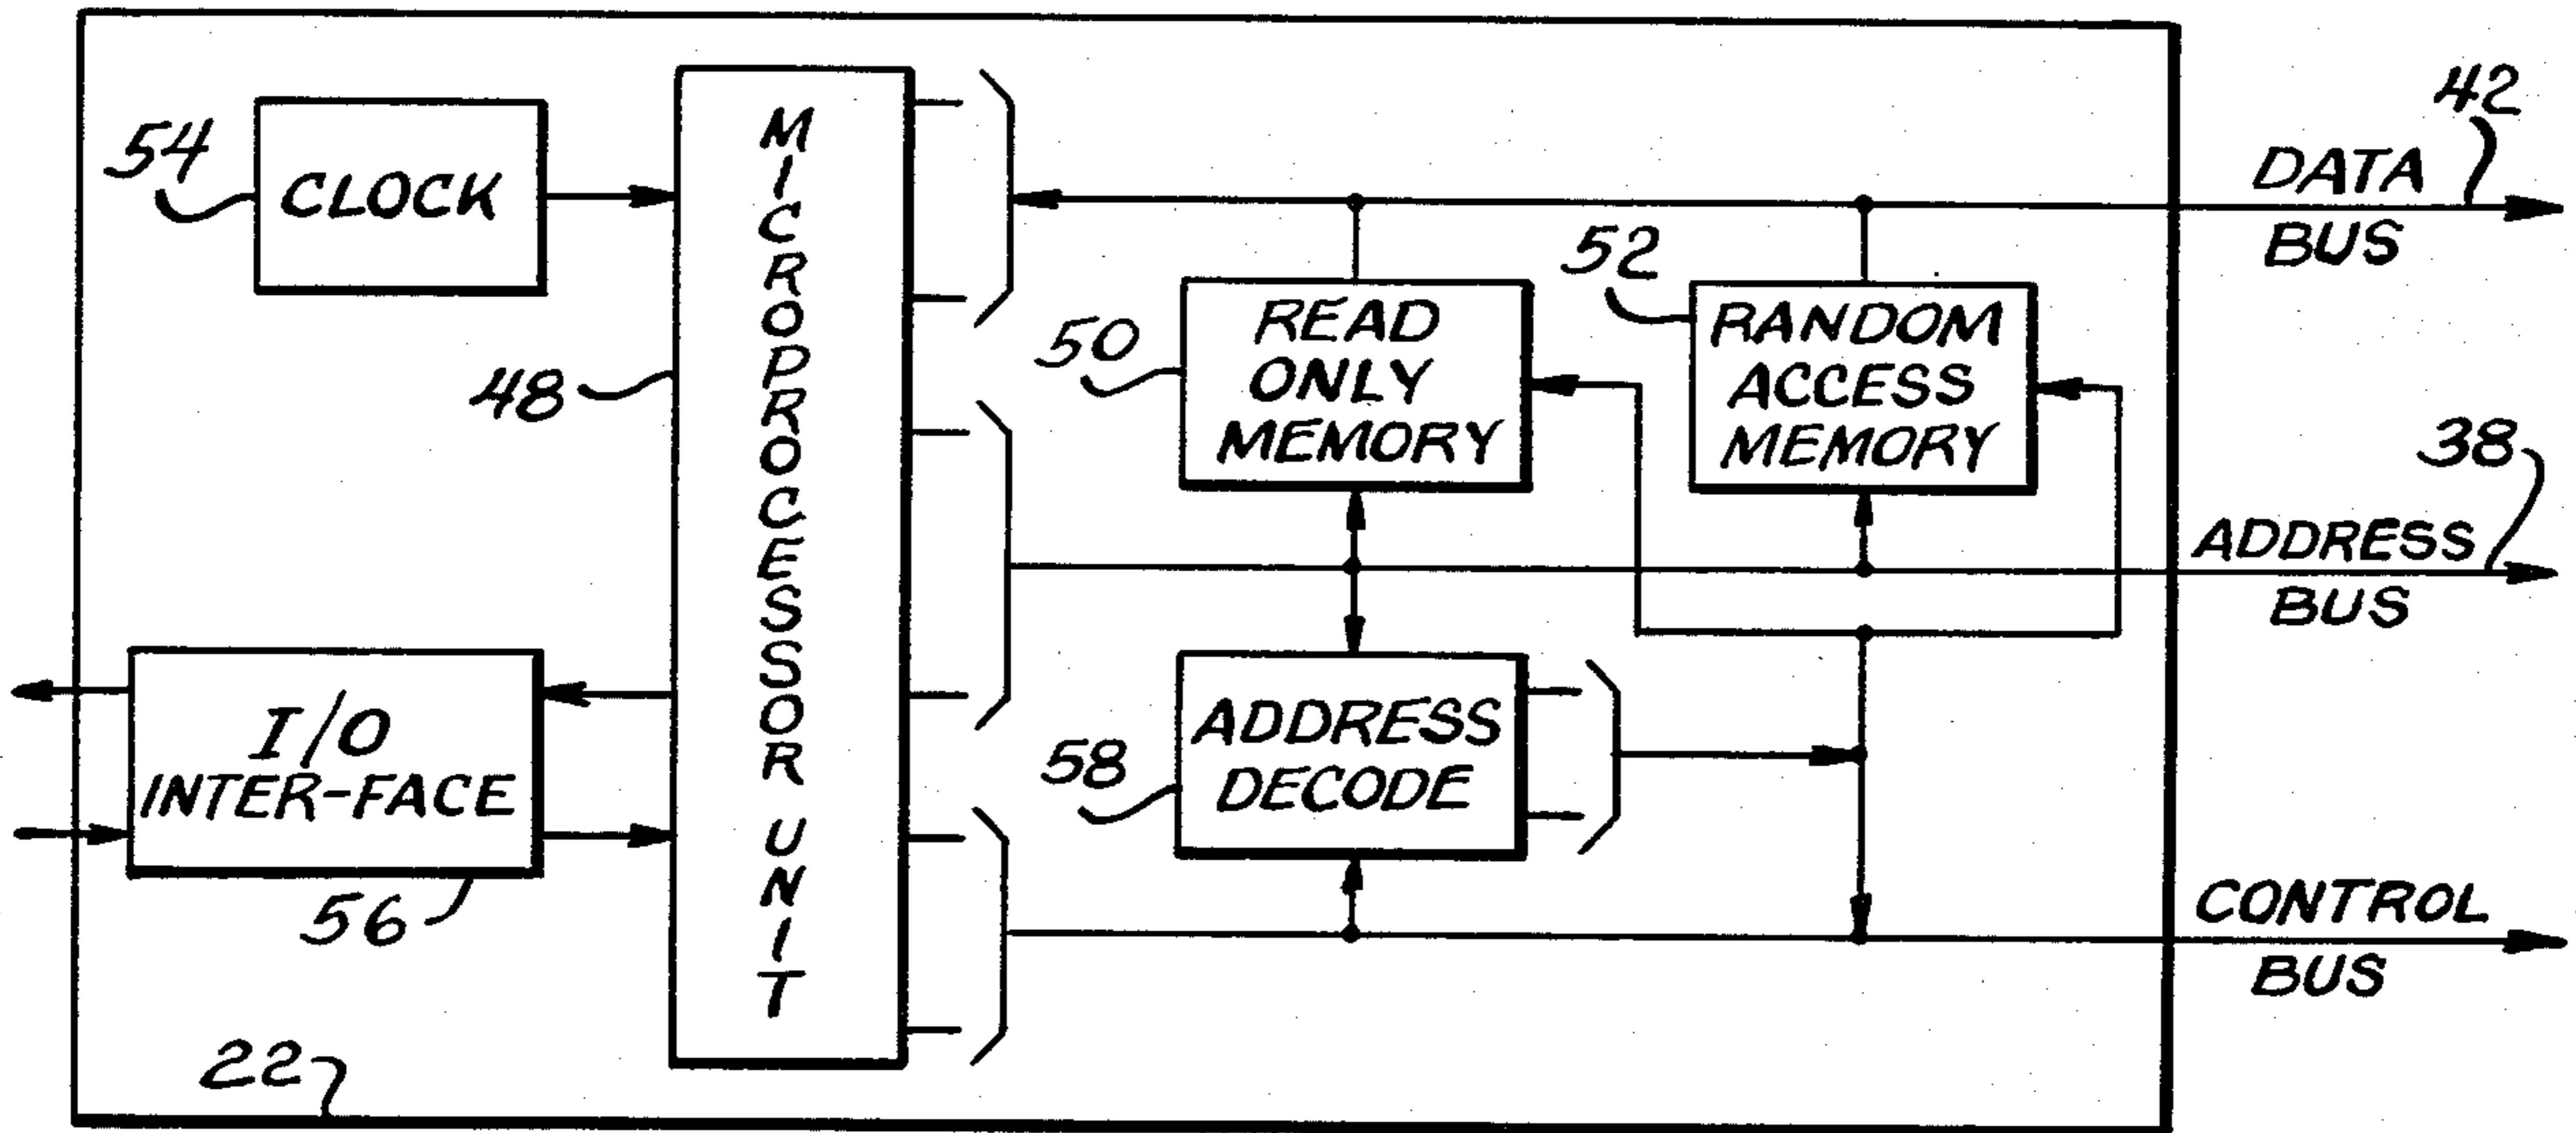 54
CLOCK
MICROPROCESSOR UNIT
48
I/O
INTER-FACE
56
22
50
READ
ONLY
MEMORY
52
RANDOM
ACCESS
MEMORY
58
ADDRESS
DECODE
42
DATA
BUS
38
ADDRESS
BUS
CONTROL
BUS